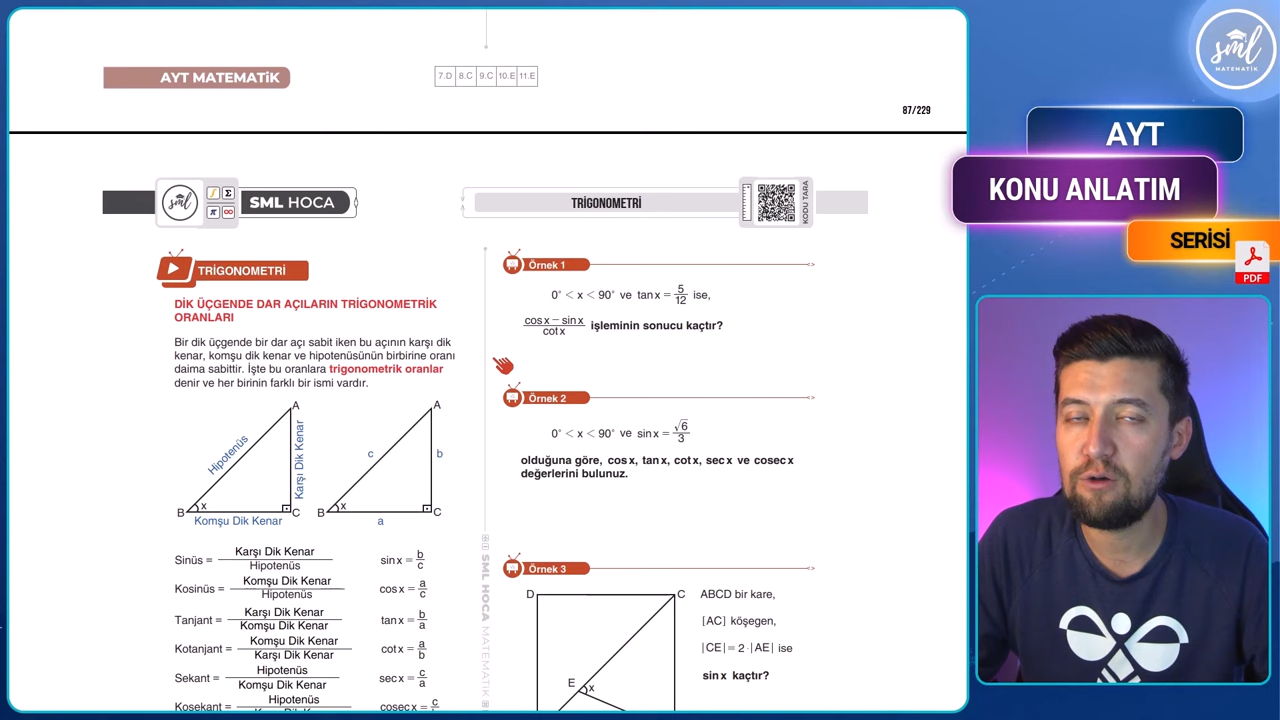 AYT MATEMATİK
7.D 8.C 9.C 10.E 11.E
87/229
sml
f Σ
π ∞
SML HOCA
TRİGONOMETRİ
KODU TARA
TRİGONOMETRİ
DİK ÜÇGENDE DAR AÇILARIN TRİGONOMETRİK
ORANLARI
Bir dik üçgende bir dar açı sabit iken bu açının karşı dik
kenar, komşu dik kenar ve hipotenüsünün birbirine oranı
daima sabittir. İşte bu oranlara trigonometrik oranlar
denir ve her birinin farklı bir ismi vardır.
A
Hipotenüs
Karşı Dik Kenar
B x C
Komşu Dik Kenar
A
c b
B x C
a
Sinüs = Karşı Dik Kenar / Hipotenüs sin x = b/c
Kosinüs = Komşu Dik Kenar / Hipotenüs cos x = a/c
Tanjant = Karşı Dik Kenar / Komşu Dik Kenar tan x = b/a
Kotanjant = Komşu Dik Kenar / Karşı Dik Kenar cot x = a/b
Sekant = Hipotenüs / Komşu Dik Kenar sec x = c/a
Kosekant = Hipotenüs cosec x = c
SML HOCA MATEMATİK
Örnek 1
0° < x < 90° ve tan x = 5/12 ise,
cos x − sin x / cot x işleminin sonucu kaçtır?
Örnek 2
0° < x < 90° ve sin x = √6/3
olduğuna göre, cos x, tan x, cot x, sec x ve cosec x
değerlerini bulunuz.
Örnek 3
D C
E x
ABCD bir kare,
[AC] köşegen,
|CE| = 2·|AE| ise
sin x kaçtır?
sml
MATEMATİK
AYT
KONU ANLATIM
SERİSİ
PDF